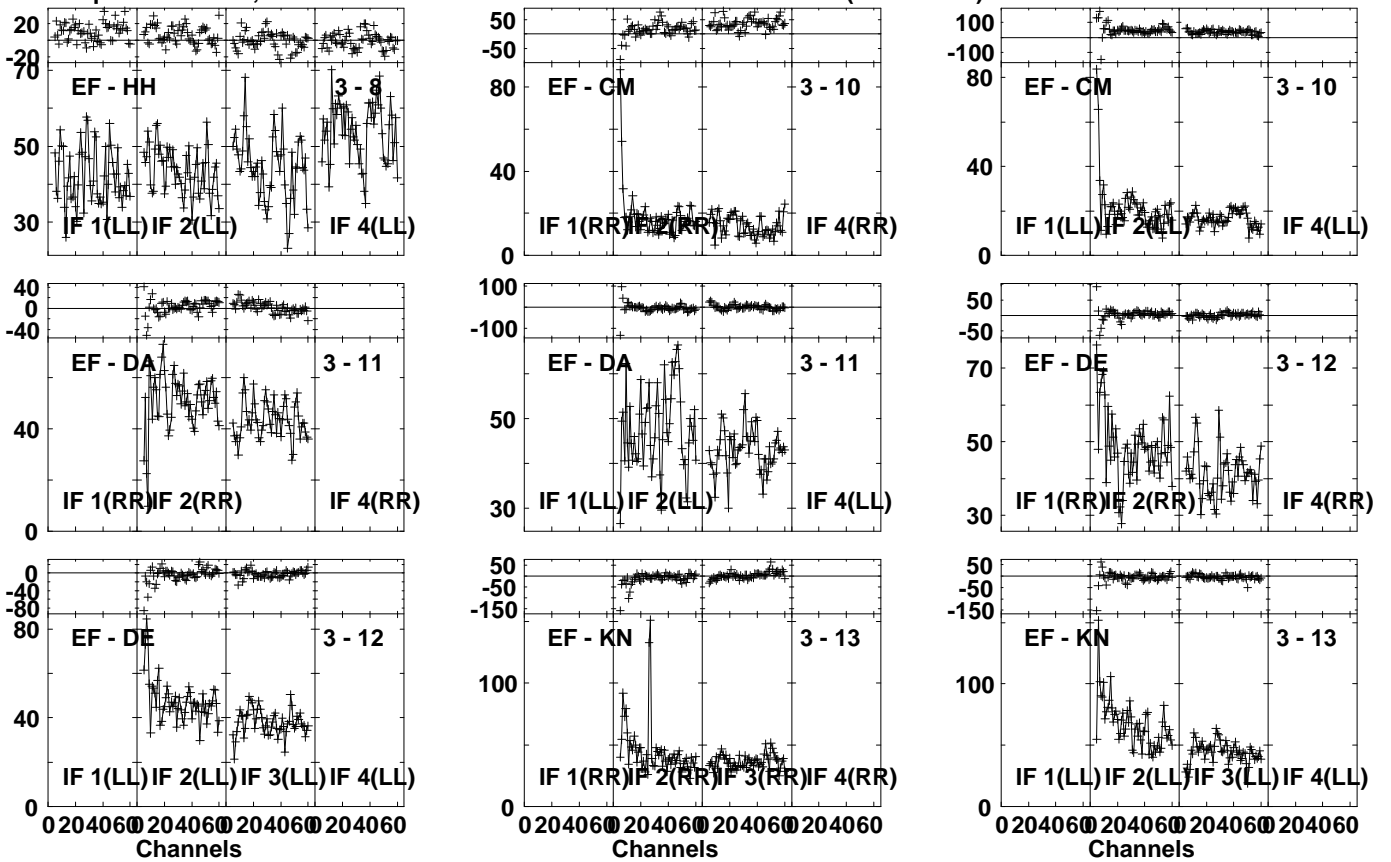 20 50 100
-20 -50 -100
70
EF - HH 3 - 8 EF - CM 3 - 10 EF - CM 3 - 10
80 80
50
40 40
30
IF 1(LL) IF 2(LL) IF 4(LL) IF 1(RR) IF 2(RR) IF 4(RR) IF 1(LL) IF 2(LL) IF 4(LL)
0 0
40 100 50
0 0
-40 -100 -50
EF - DA 3 - 11 EF - DA 3 - 11 EF - DE 3 - 12
70
50 50
40
30 30
IF 1(RR) IF 2(RR) IF 4(RR) IF 1(LL) IF 2(LL) IF 4(LL) IF 1(RR) IF 2(RR) IF 4(RR)
0
0 50 50
-40 -50 -50
-80 -150 -150
80 EF - DE 3 - 12 EF - KN 3 - 13 EF - KN 3 - 13
100 100
40
IF 1(LL) IF 2(LL) IF 3(LL) IF 4(LL) IF 1(RR) IF 2(RR) IF 3(RR) IF 4(RR) IF 1(LL) IF 2(LL) IF 3(LL) IF 4(LL)
0 0 0
0 204060 0 204060 0 204060 0 204060 0 204060 0 204060 0 204060 0 204060 0 204060 0 204060 0 204060 0 204060
Channels Channels Channels